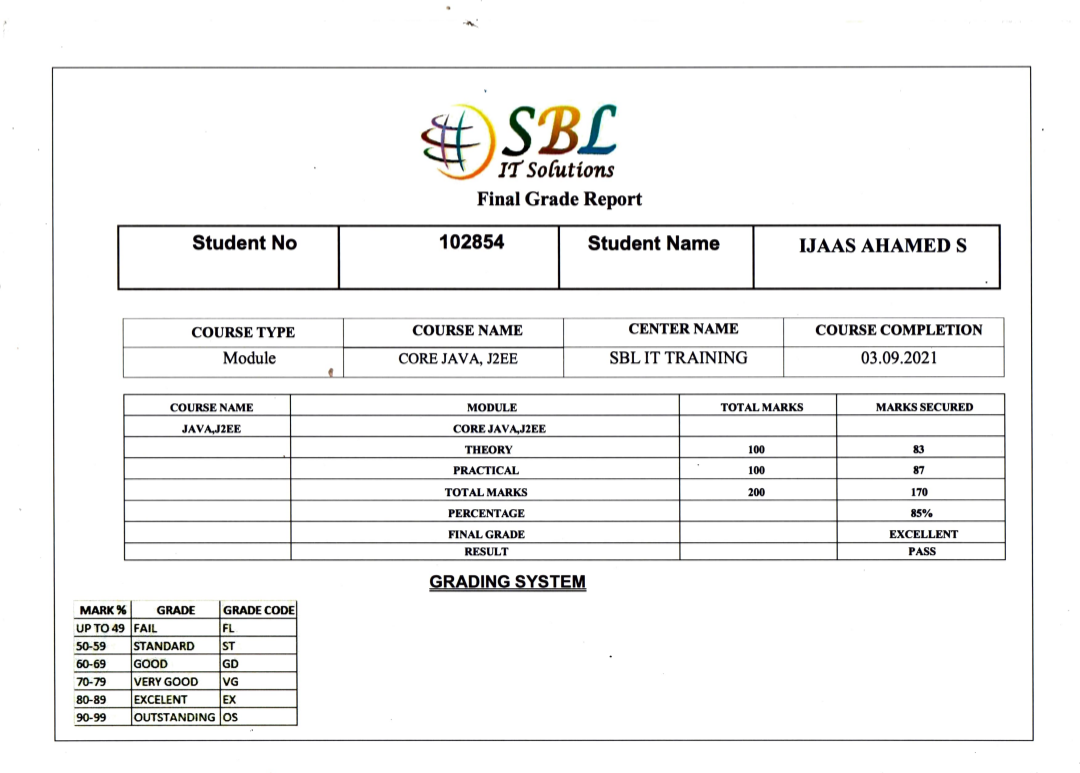 SBL
IT Solutions
Final Grade Report
Student No 102854 Student Name IJAAS AHAMED S
COURSE TYPE COURSE NAME CENTER NAME COURSE COMPLETION
Module CORE JAVA, J2EE SBL IT TRAINING 03.09.2021
COURSE NAME MODULE TOTAL MARKS MARKS SECURED
JAVA,J2EE CORE JAVA,J2EE
THEORY 100 83
PRACTICAL 100 87
TOTAL MARKS 200 170
PERCENTAGE 85%
FINAL GRADE EXCELLENT
RESULT PASS
GRADING SYSTEM
MARK % GRADE GRADE CODE
UP TO 49 FAIL FL
50-59 STANDARD ST
60-69 GOOD GD
70-79 VERY GOOD VG
80-89 EXCELENT EX
90-99 OUTSTANDING OS